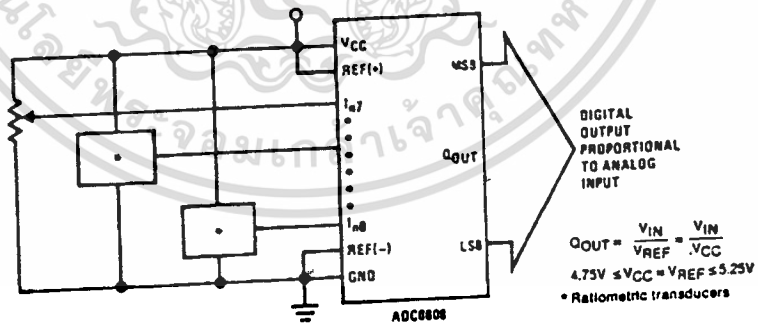 VCC
REF(+)
In7
In0
REF(-)
GND
MSB
QOUT
LSB
ADC0808
DIGITAL
OUTPUT
PROPORTIONAL
TO ANALOG
INPUT
QOUT = VIN / VREF = VIN / VCC
4.75V ≤ VCC = VREF ≤ 5.25V
* Ratiometric transducers